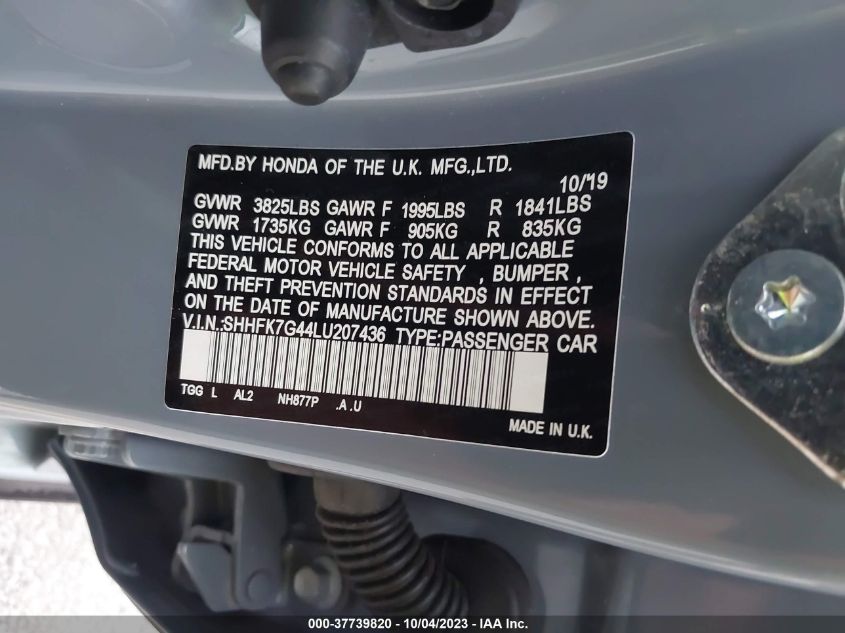 MFD.BY HONDA OF THE U.K. MFG.,LTD.
10/19
GVWR 3825LBS GAWR F 1995LBS R 1841LBS
GVWR 1735KG GAWR F 905KG R 835KG
THIS VEHICLE CONFORMS TO ALL APPLICABLE
FEDERAL MOTOR VEHICLE SAFETY , BUMPER ,
AND THEFT PREVENTION STANDARDS IN EFFECT
ON THE DATE OF MANUFACTURE SHOWN ABOVE.
V.I.N.:SHHFK7G44LU207436 TYPE:PASSENGER CAR
TGG L AL2 NH877P .A .U
MADE IN U.K.
000-37739820 - 10/04/2023 - IAA Inc.